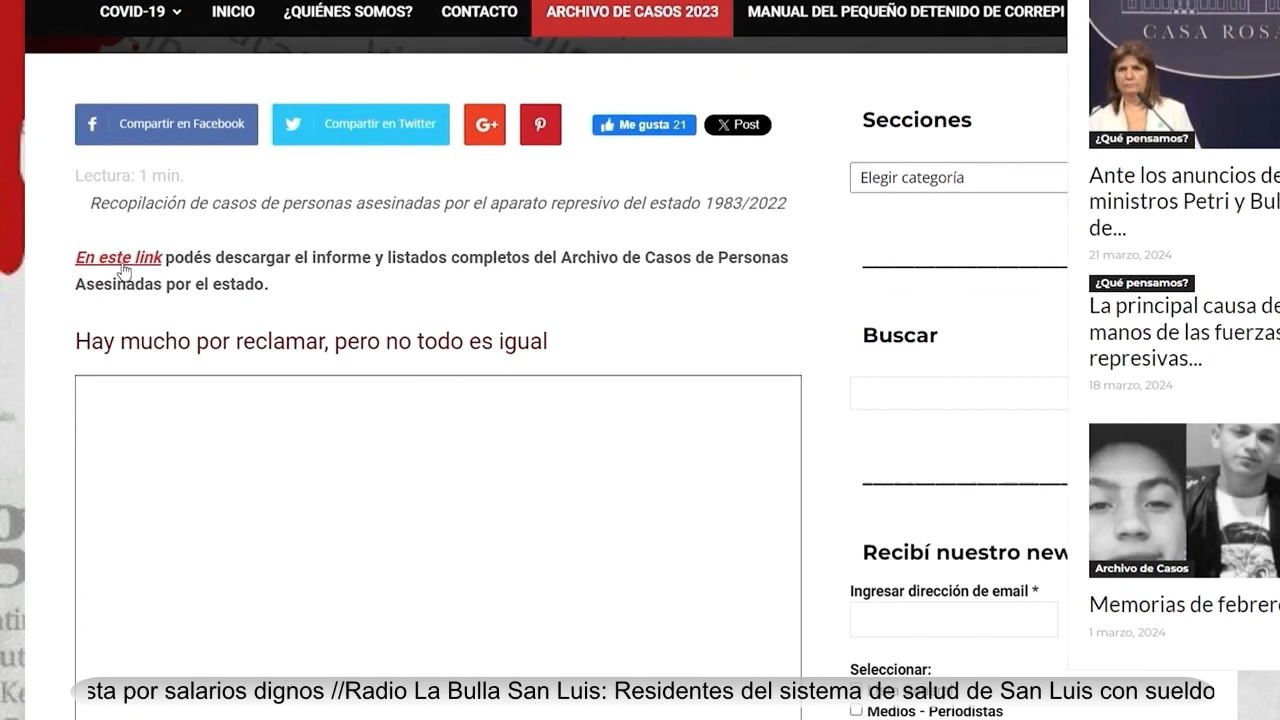 COVID-19
INICIO
¿QUIÉNES SOMOS?
CONTACTO
ARCHIVO DE CASOS 2023
MANUAL DEL PEQUEÑO DETENIDO DE CORREPI
Compartir en Facebook
Compartir en Twitter
G+
Me gusta 21
X Post
Lectura: 1 min.
Recopilación de casos de personas asesinadas por el aparato represivo del estado 1983/2022
En este link podés descargar el informe y listados completos del Archivo de Casos de Personas
Asesinadas por el estado.
Hay mucho por reclamar, pero no todo es igual
Secciones
Elegir categoría
Buscar
Recibí nuestro new
Ingresar dirección de email *
Seleccionar:
Medios - Periodistas
CASA ROSA
¿Qué pensamos?
Ante los anuncios de
ministros Petri y Bul
de...
21 marzo, 2024
¿Qué pensamos?
La principal causa de
manos de las fuerzas
represivas...
18 marzo, 2024
Archivo de Casos
Memorias de febrero
1 marzo, 2024
sta por salarios dignos //Radio La Bulla San Luis: Residentes del sistema de salud de San Luis con sueldo